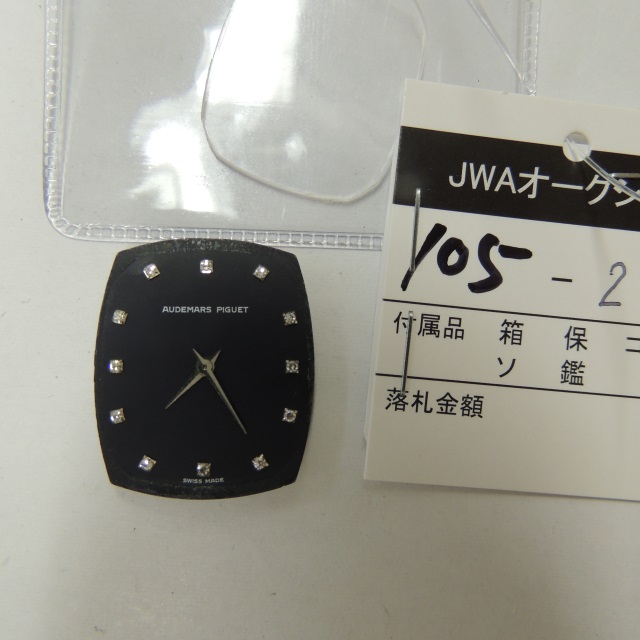 AUDEMARS PIGUET
SWISS MADE
JWAオークシ
105-2
付属品 箱 保
ソ 鑑
落札金額